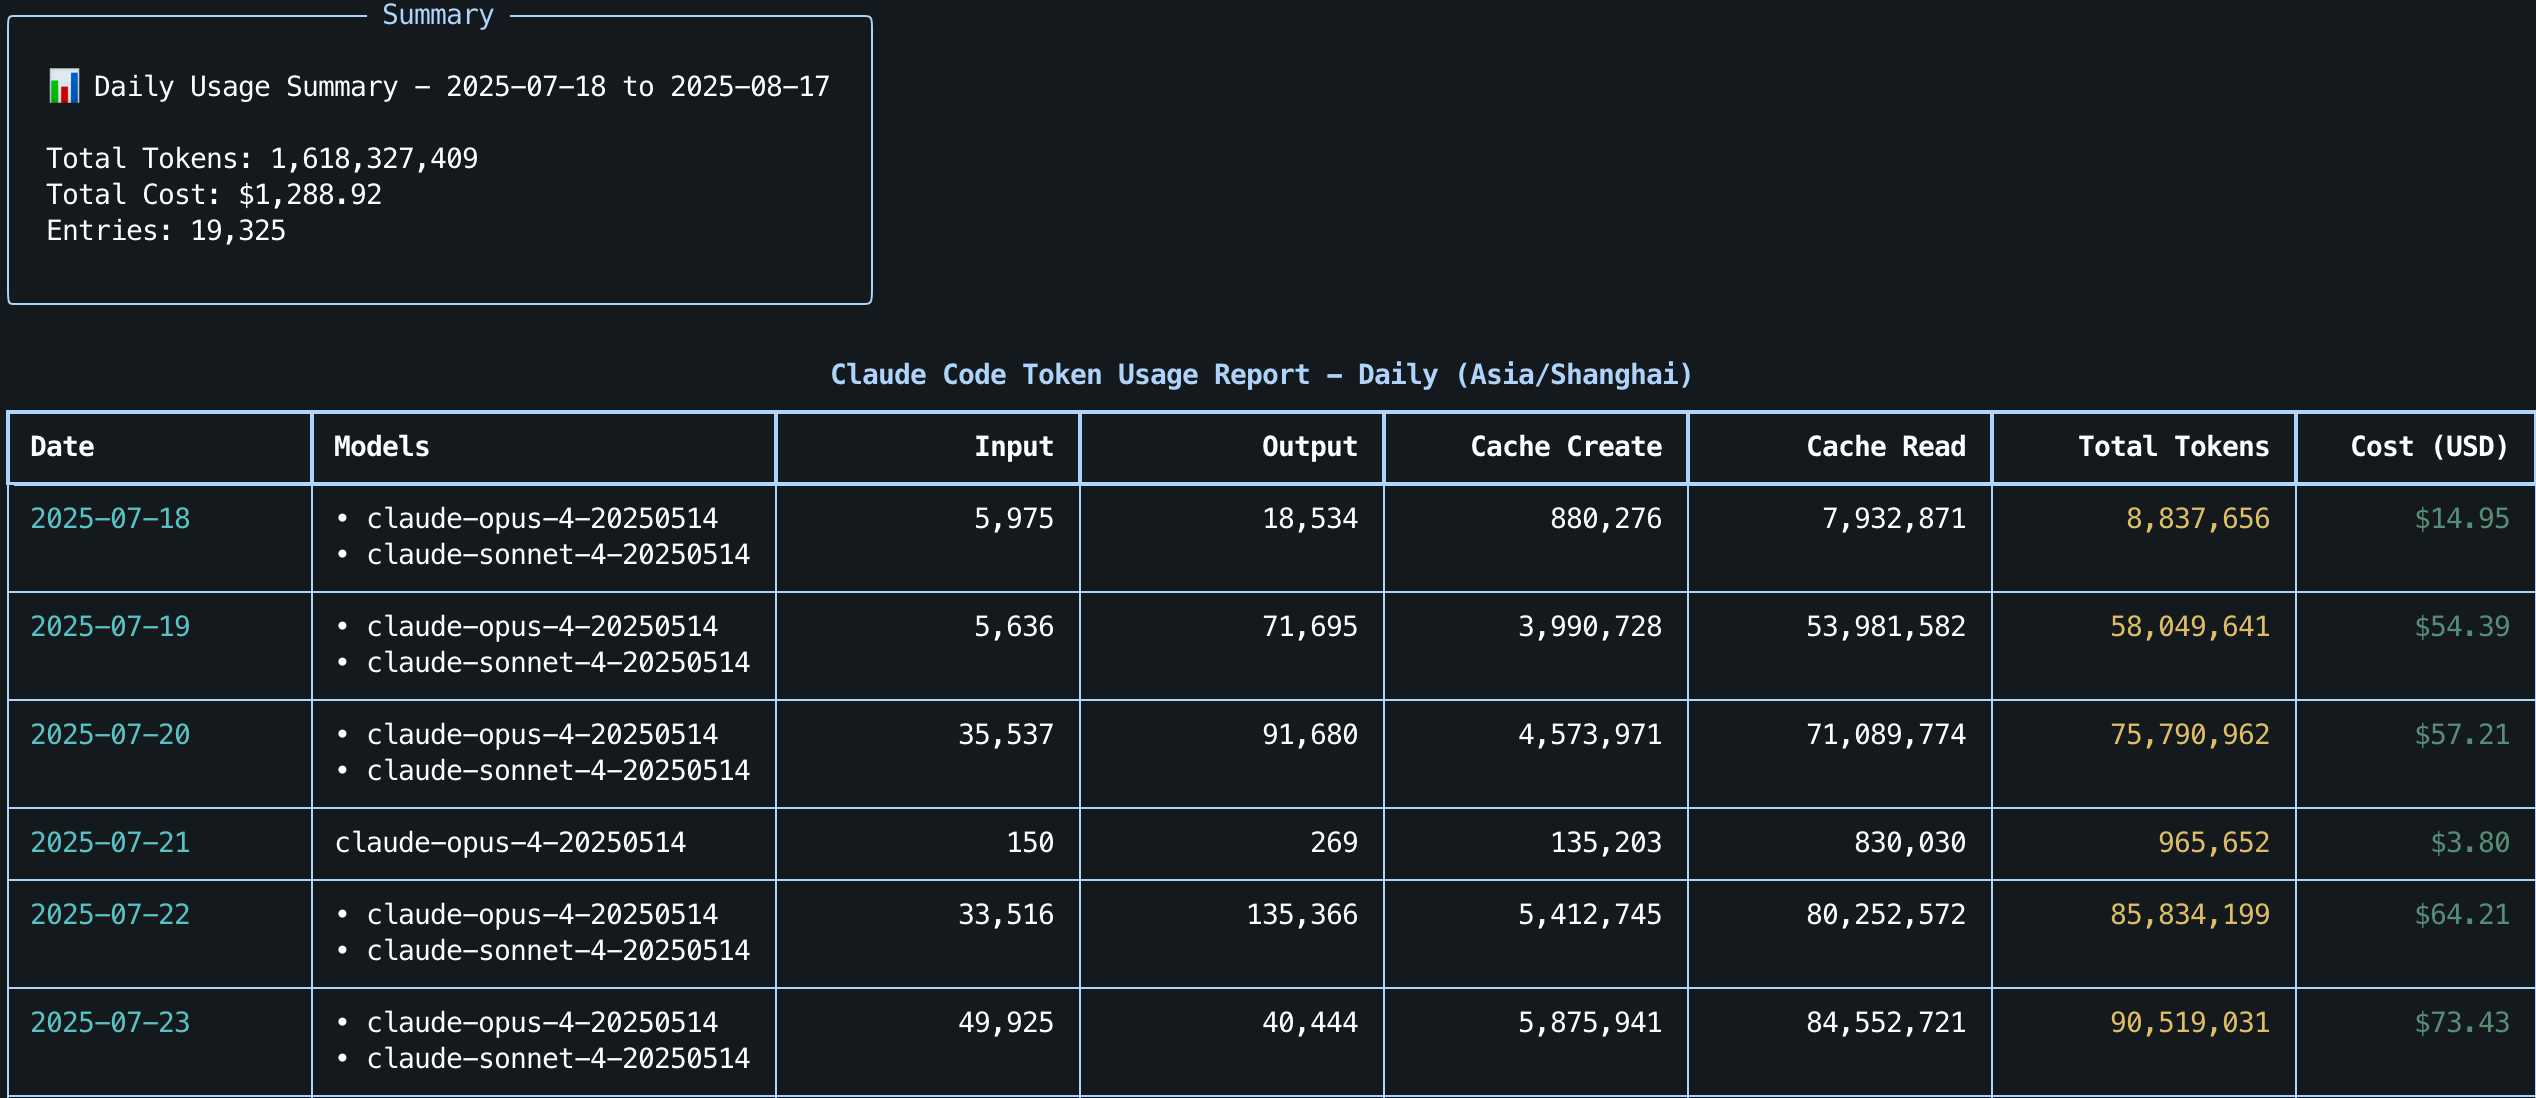 Summary
📊 Daily Usage Summary - 2025-07-18 to 2025-08-17
Total Tokens: 1,618,327,409
Total Cost: $1,288.92
Entries: 19,325
Claude Code Token Usage Report - Daily (Asia/Shanghai)
Date Models Input Output Cache Create Cache Read Total Tokens Cost (USD)
2025-07-18 • claude-opus-4-20250514 5,975 18,534 880,276 7,932,871 8,837,656 $14.95
• claude-sonnet-4-20250514
2025-07-19 • claude-opus-4-20250514 5,636 71,695 3,990,728 53,981,582 58,049,641 $54.39
• claude-sonnet-4-20250514
2025-07-20 • claude-opus-4-20250514 35,537 91,680 4,573,971 71,089,774 75,790,962 $57.21
• claude-sonnet-4-20250514
2025-07-21 claude-opus-4-20250514 150 269 135,203 830,030 965,652 $3.80
2025-07-22 • claude-opus-4-20250514 33,516 135,366 5,412,745 80,252,572 85,834,199 $64.21
• claude-sonnet-4-20250514
2025-07-23 • claude-opus-4-20250514 49,925 40,444 5,875,941 84,552,721 90,519,031 $73.43
• claude-sonnet-4-20250514